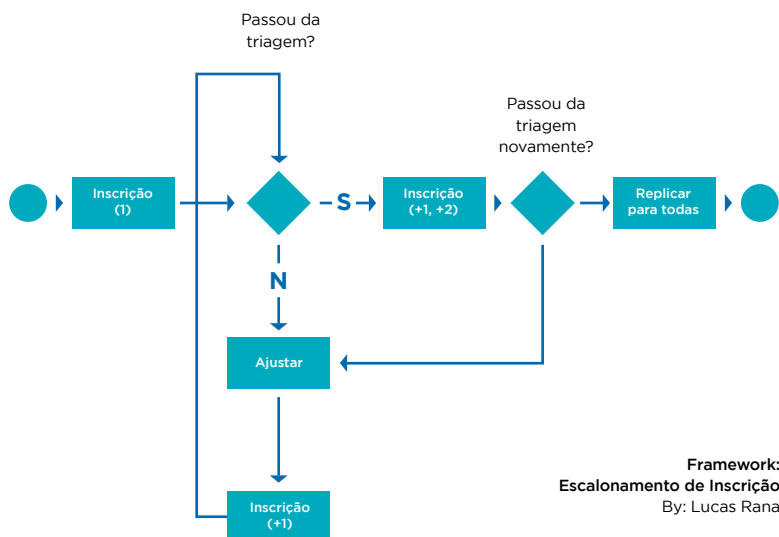 Passou da
triagem?
Passou da
triagem
novamente?
Inscrição
(1)
S
Inscrição
(+1, +2)
Replicar
para todas
N
Ajustar
Inscrição
(+1)
Framework:
Escalonamento de Inscrição
By: Lucas Rana